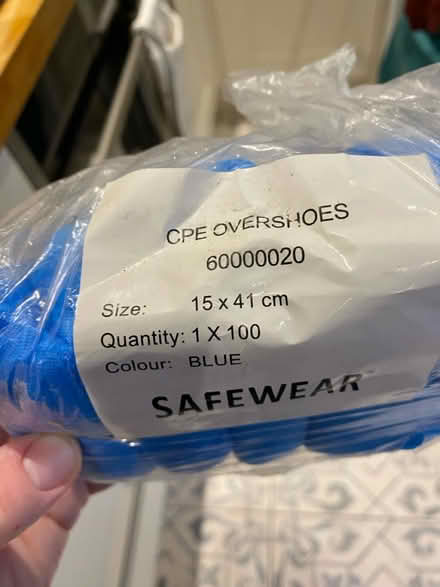 CPE OVERSHOES
60000020
Size: 15 x 41 cm
Quantity: 1 X 100
Colour: BLUE
SAFEWEAR